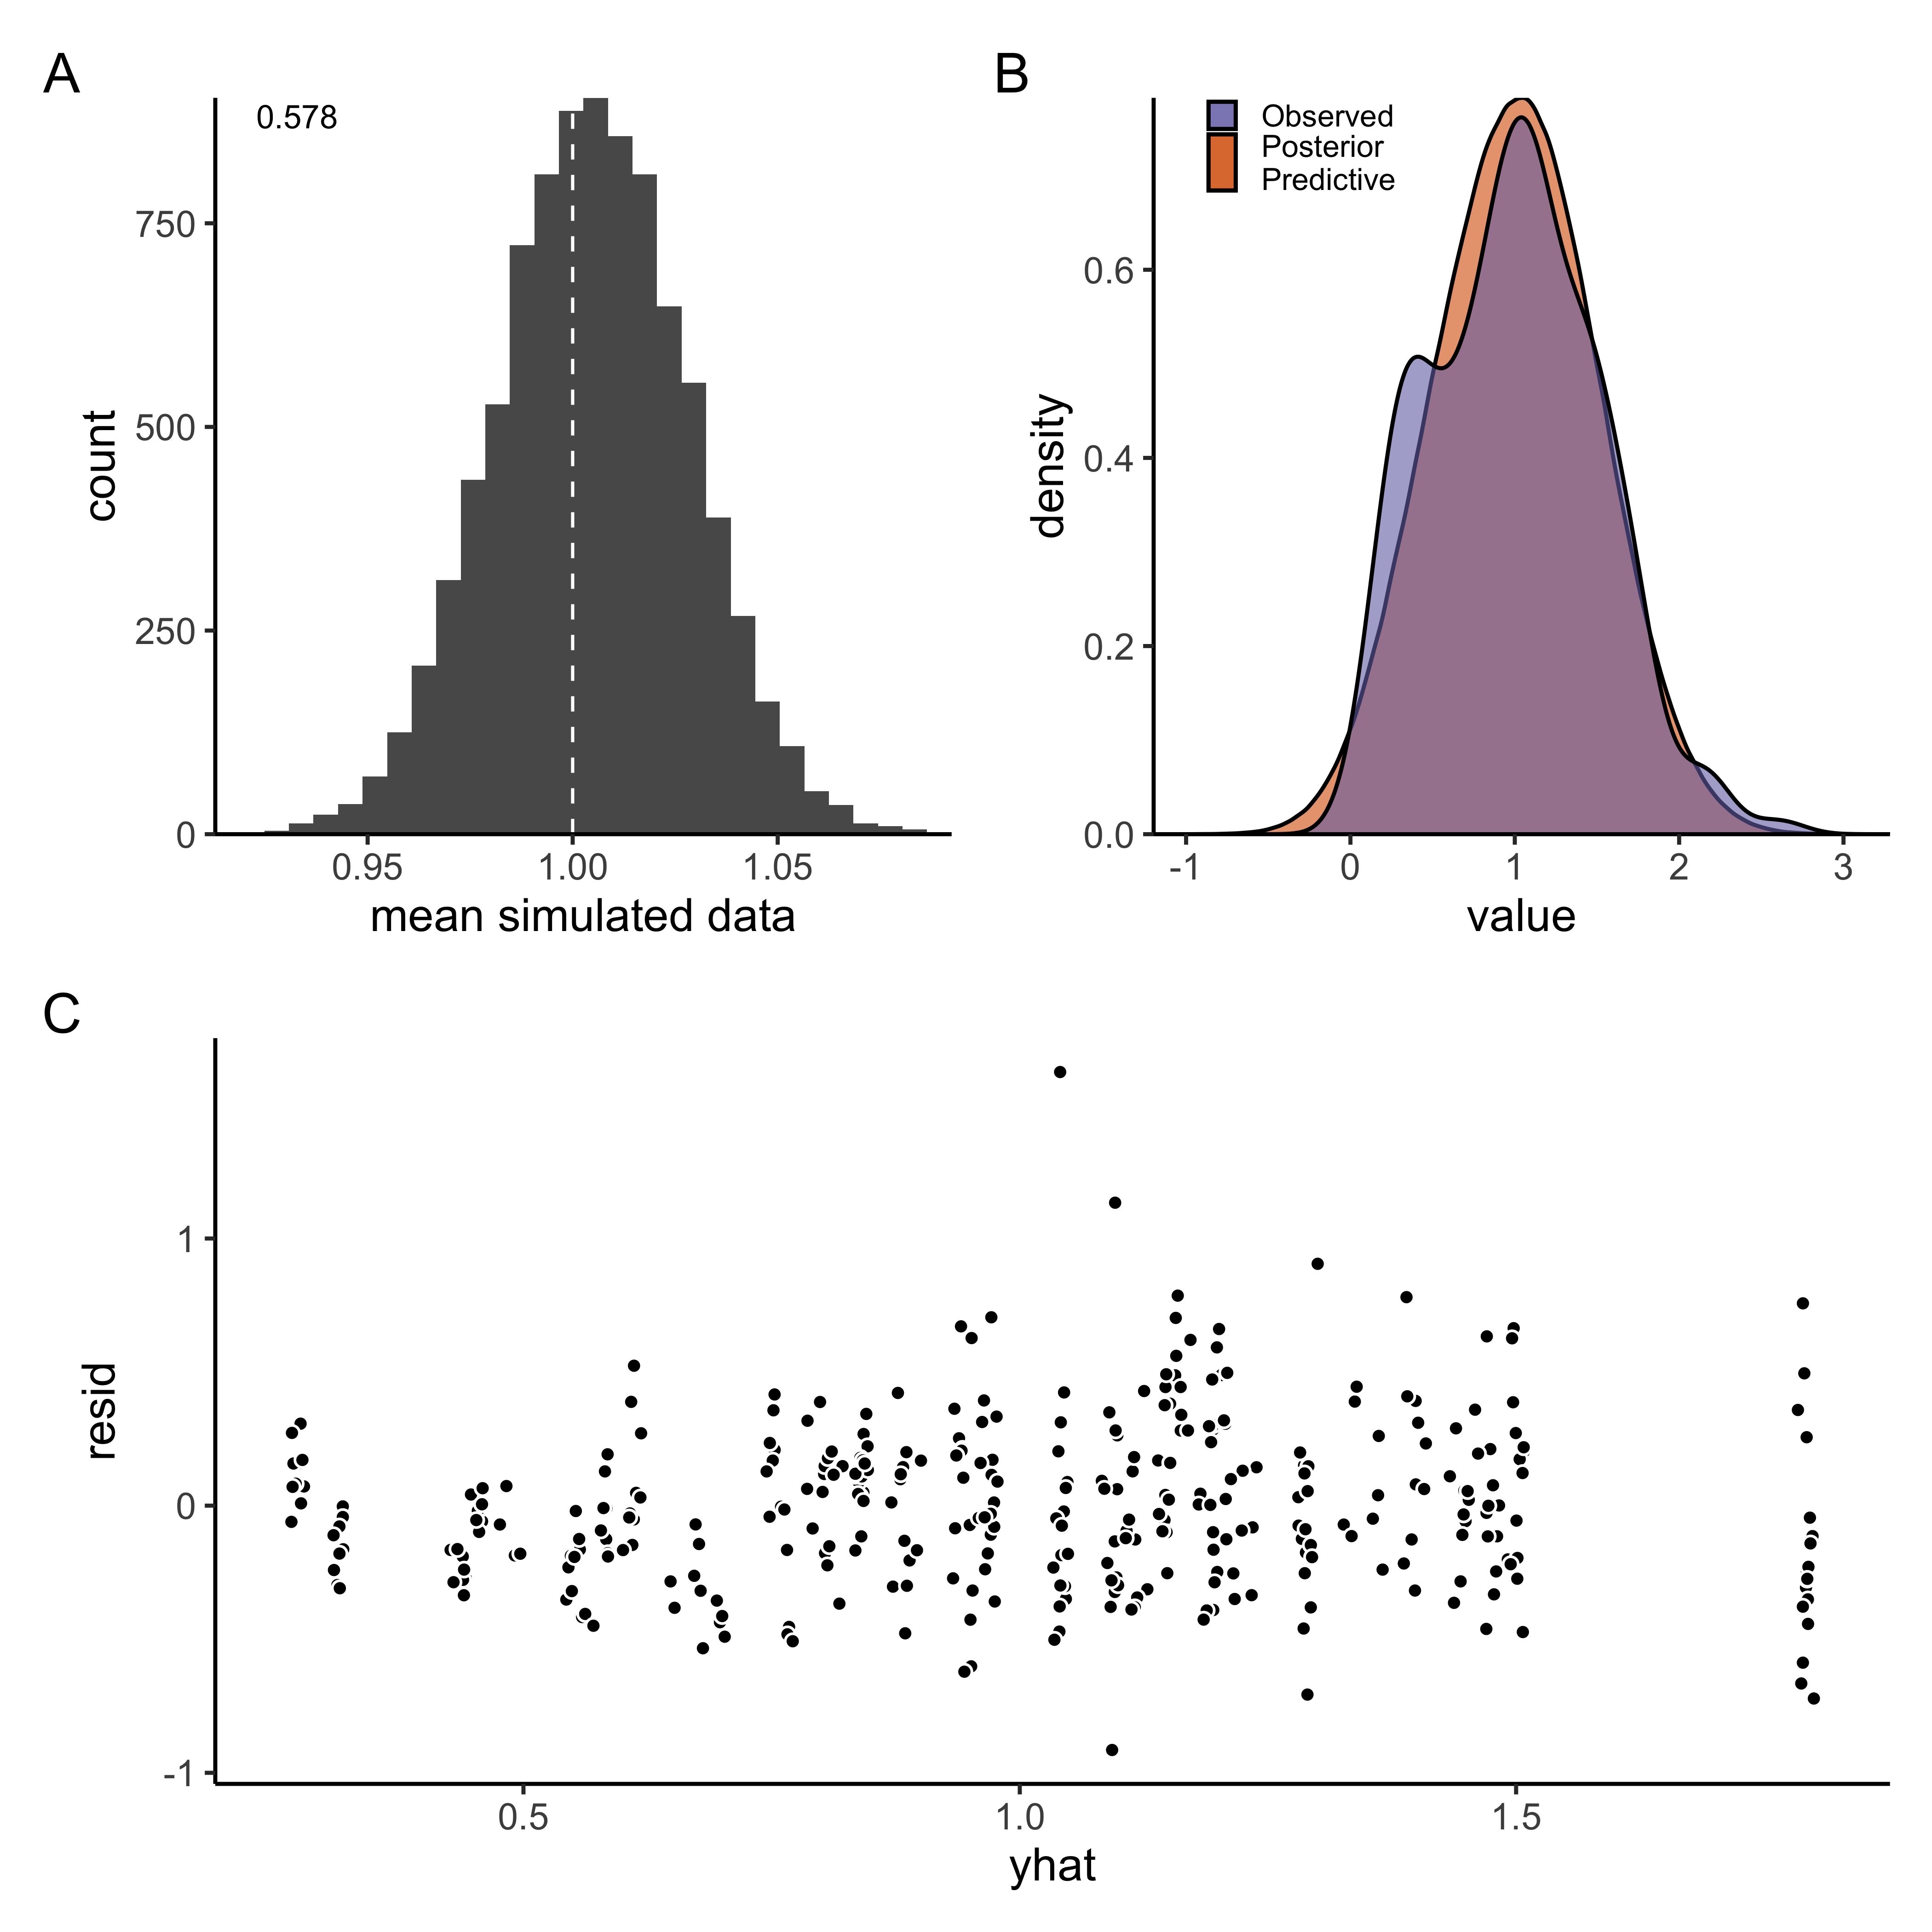 A
0.578
750
500
250
0
count
0.95
1.00
1.05
mean simulated data
B
Observed
Posterior
Predictive
0.6
0.4
0.2
0.0
density
-1
0
1
2
3
value
C
1
0
-1
resid
0.5
1.0
1.5
yhat